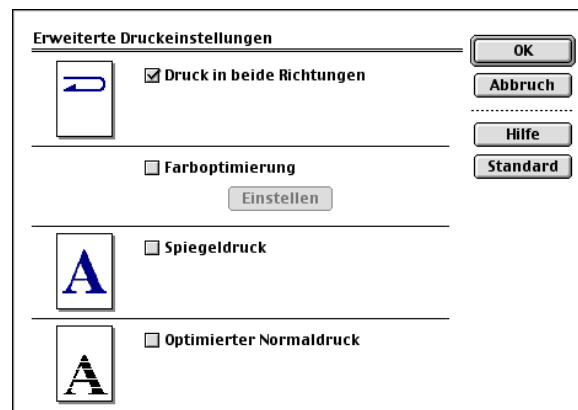 Erweiterte Druckeinstellungen
OK
Druck in beide Richtungen
Abbruch
Hilfe
Farboptimierung
Standard
Einstellen
A
Spiegeldruck
A
Optimierter Normaldruck